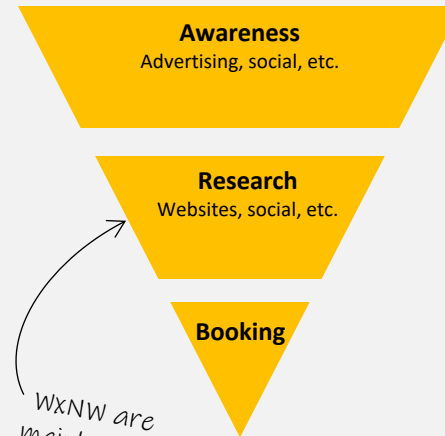 Awareness
Advertising, social, etc.
Research
Websites, social, etc.
Booking
WxNW are